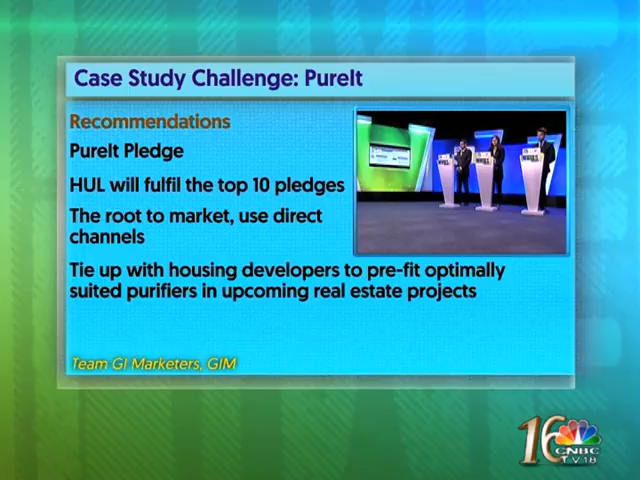 Case Study Challenge: PureIt
Recommendations
PureIt Pledge
HUL will fulfil the top 10 pledges
The root to market, use direct
channels
Tie up with housing developers to pre-fit optimally
suited purifiers in upcoming real estate projects
Team GI Marketers, GIM
16
CNBC
TV18